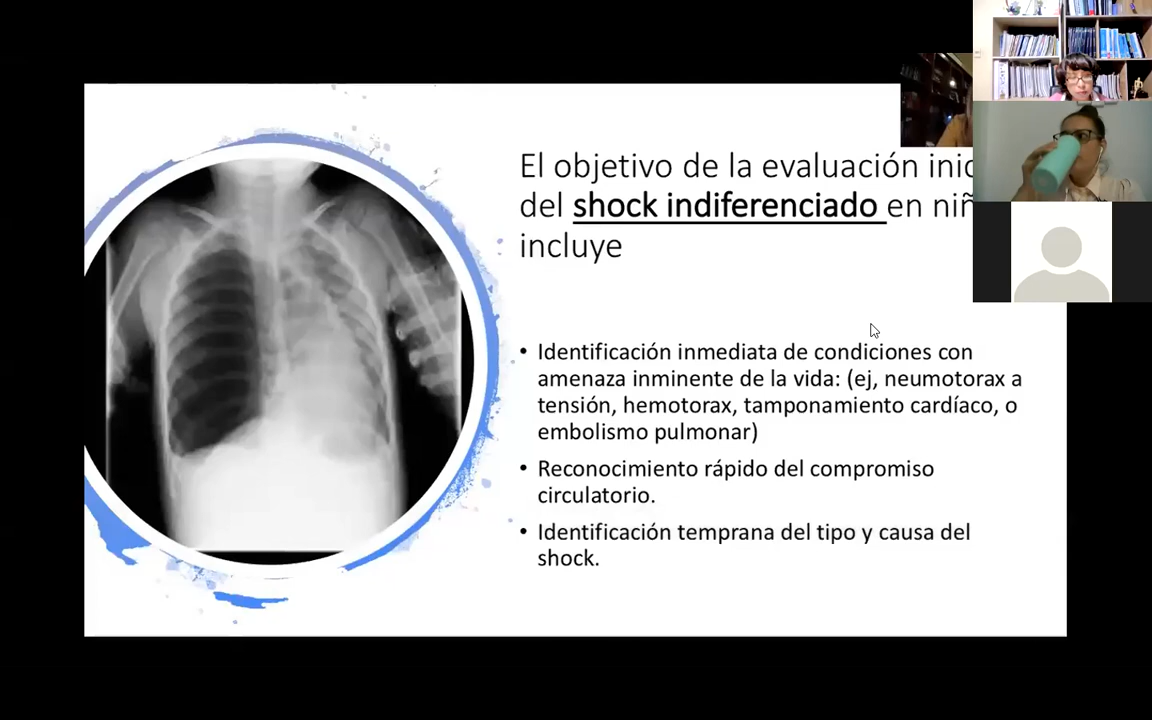 El objetivo de la evaluación
del shock indiferenciado en
incluye
• Identificación inmediata de condiciones con
amenaza inminente de la vida: (ej, neumotorax a
tensión, hemotorax, tamponamiento cardíaco, o
embolismo pulmonar)
• Reconocimiento rápido del compromiso
circulatorio.
• Identificación temprana del tipo y causa del
shock.